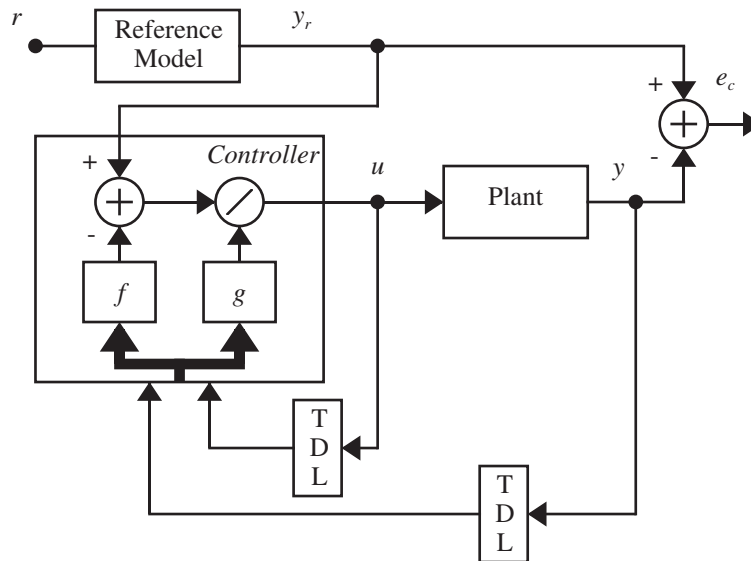 r
Reference
Model
y_r
+
e_c
+
-
+
Controller
u
y
-
+
Plant
f
g
T
D
L
T
D
L